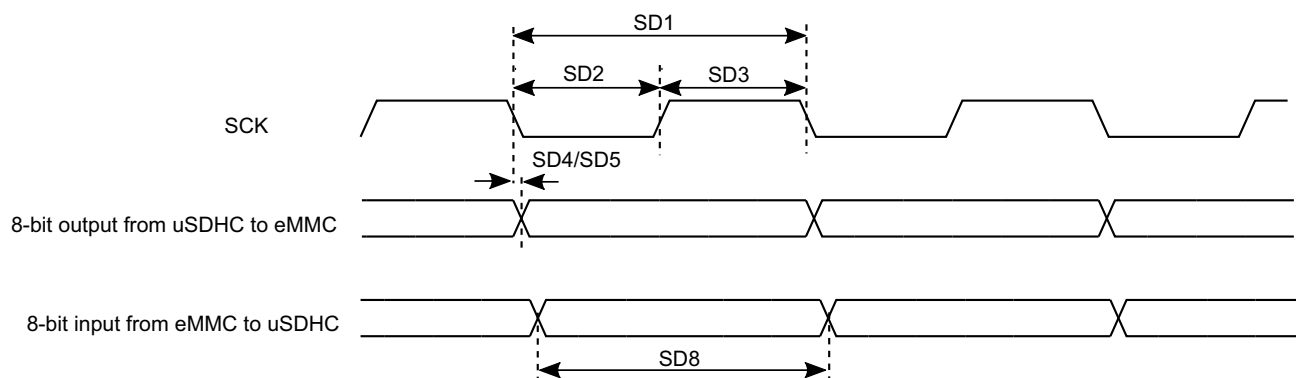 SD1
SD2
SD3
SCK
SD4/SD5
8-bit output from uSDHC to eMMC
8-bit input from eMMC to uSDHC
SD8